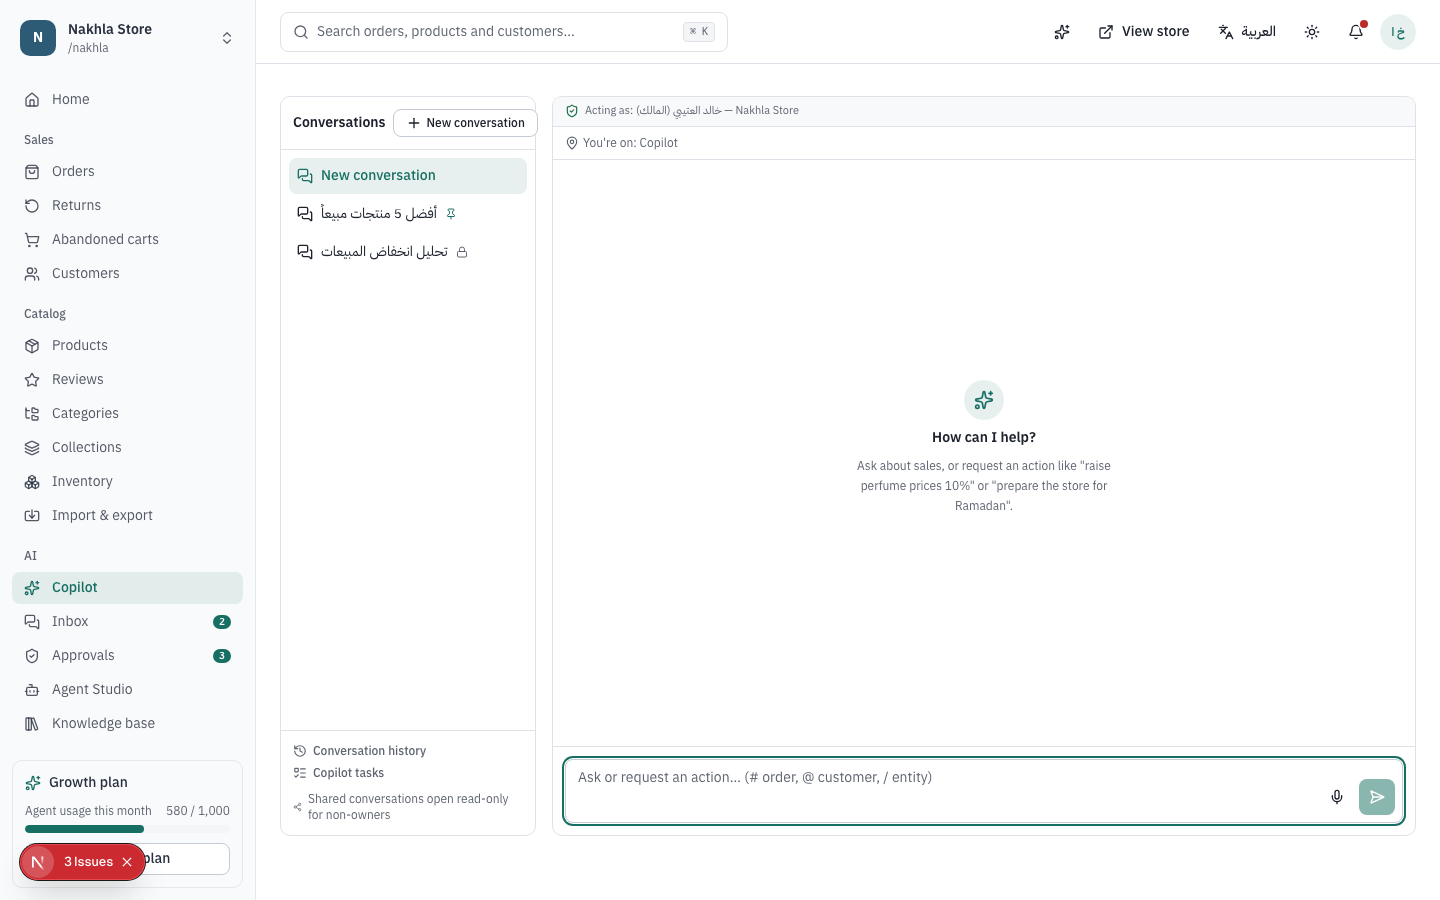 N
Nakhla Store
/nakhla
Home
Sales
Orders
Returns
Abandoned carts
Customers
Catalog
Products
Reviews
Categories
Collections
Inventory
Import & export
AI
Copilot
Inbox 2
Approvals 3
Agent Studio
Knowledge base
Growth plan
Agent usage this month 580 / 1,000
plan
3 Issues
Search orders, products and customers... ⌘ K
View store
العربية
خ ا
Conversations
New conversation
New conversation
أفضل 5 منتجات مبيعاً
تحليل انخفاض المبيعات
Conversation history
Copilot tasks
Shared conversations open read-only
for non-owners
Acting as: خالد العتيبي (المالك) — Nakhla Store
You're on: Copilot
How can I help?
Ask about sales, or request an action like "raise
perfume prices 10%" or "prepare the store for
Ramadan".
Ask or request an action... (# order, @ customer, / entity)